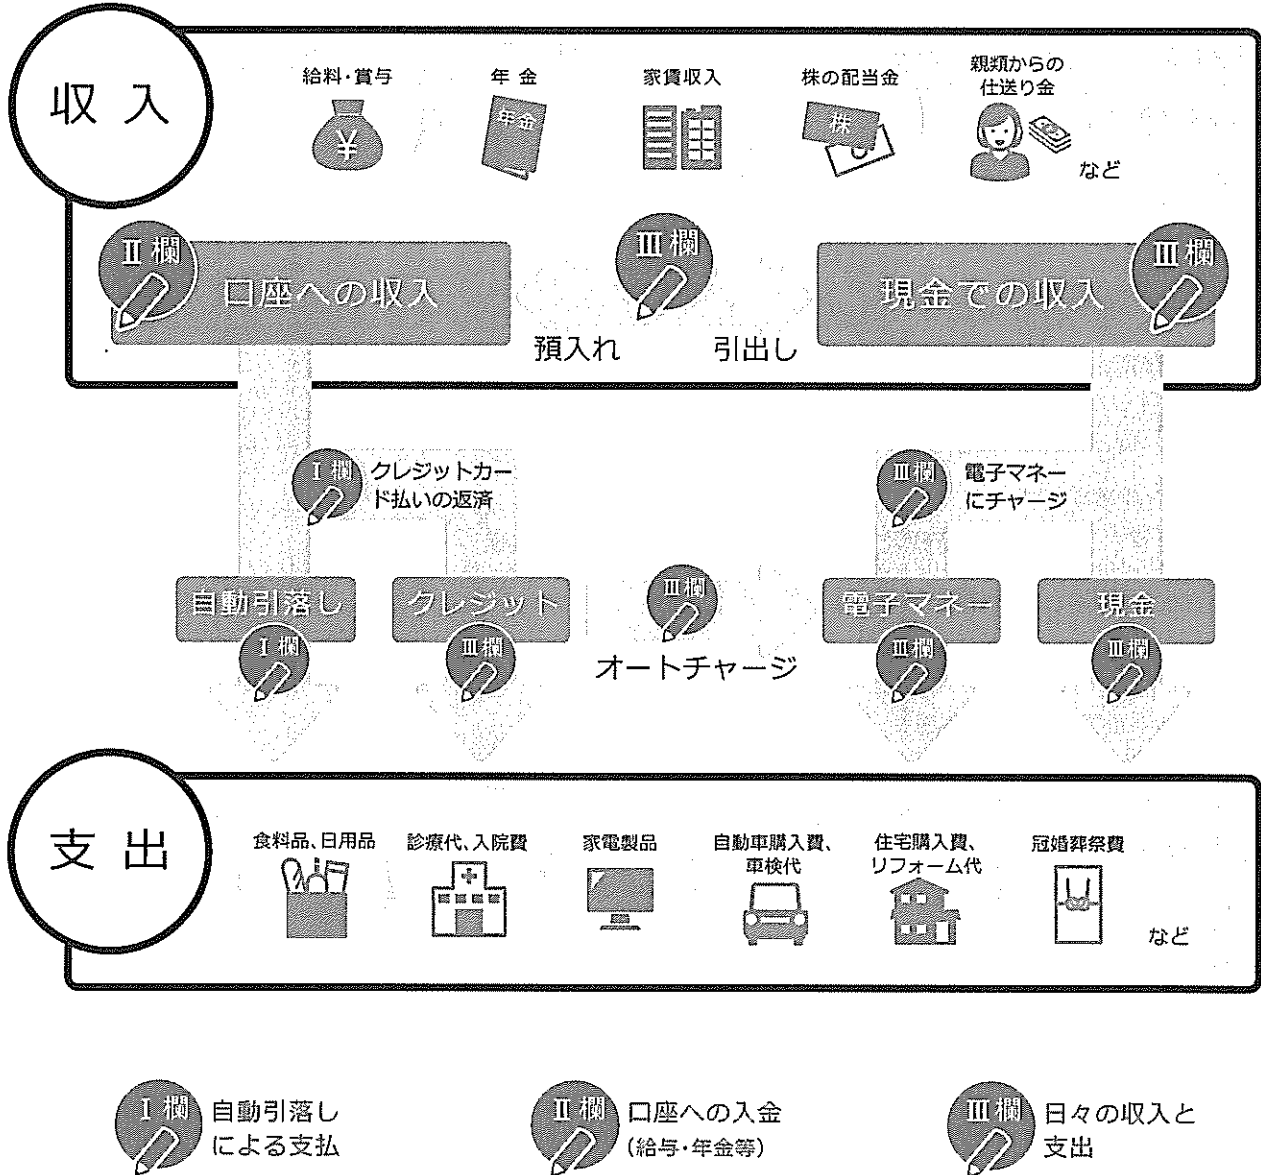 収入
給料・賞与
年金
家賃収入
株の配当金
親類からの
仕送り金
¥
年金
株
など
Ⅱ欄
口座への収入
Ⅲ欄
預入れ
引出し
現金での収入
Ⅲ欄
Ⅰ欄
クレジットカー
ド払いの返済
Ⅲ欄
電子マネー
にチャージ
自動引落し
Ⅰ欄
クレジット
Ⅲ欄
Ⅲ欄
オートチャージ
電子マネー
Ⅲ欄
現金
Ⅲ欄
支出
食料品、日用品
診療代、入院費
家電製品
自動車購入費、
車検代
住宅購入費、
リフォーム代
冠婚葬祭費
など
Ⅰ欄
自動引落し
による支払
Ⅱ欄
口座への入金
(給与・年金等)
Ⅲ欄
日々の収入と
支出